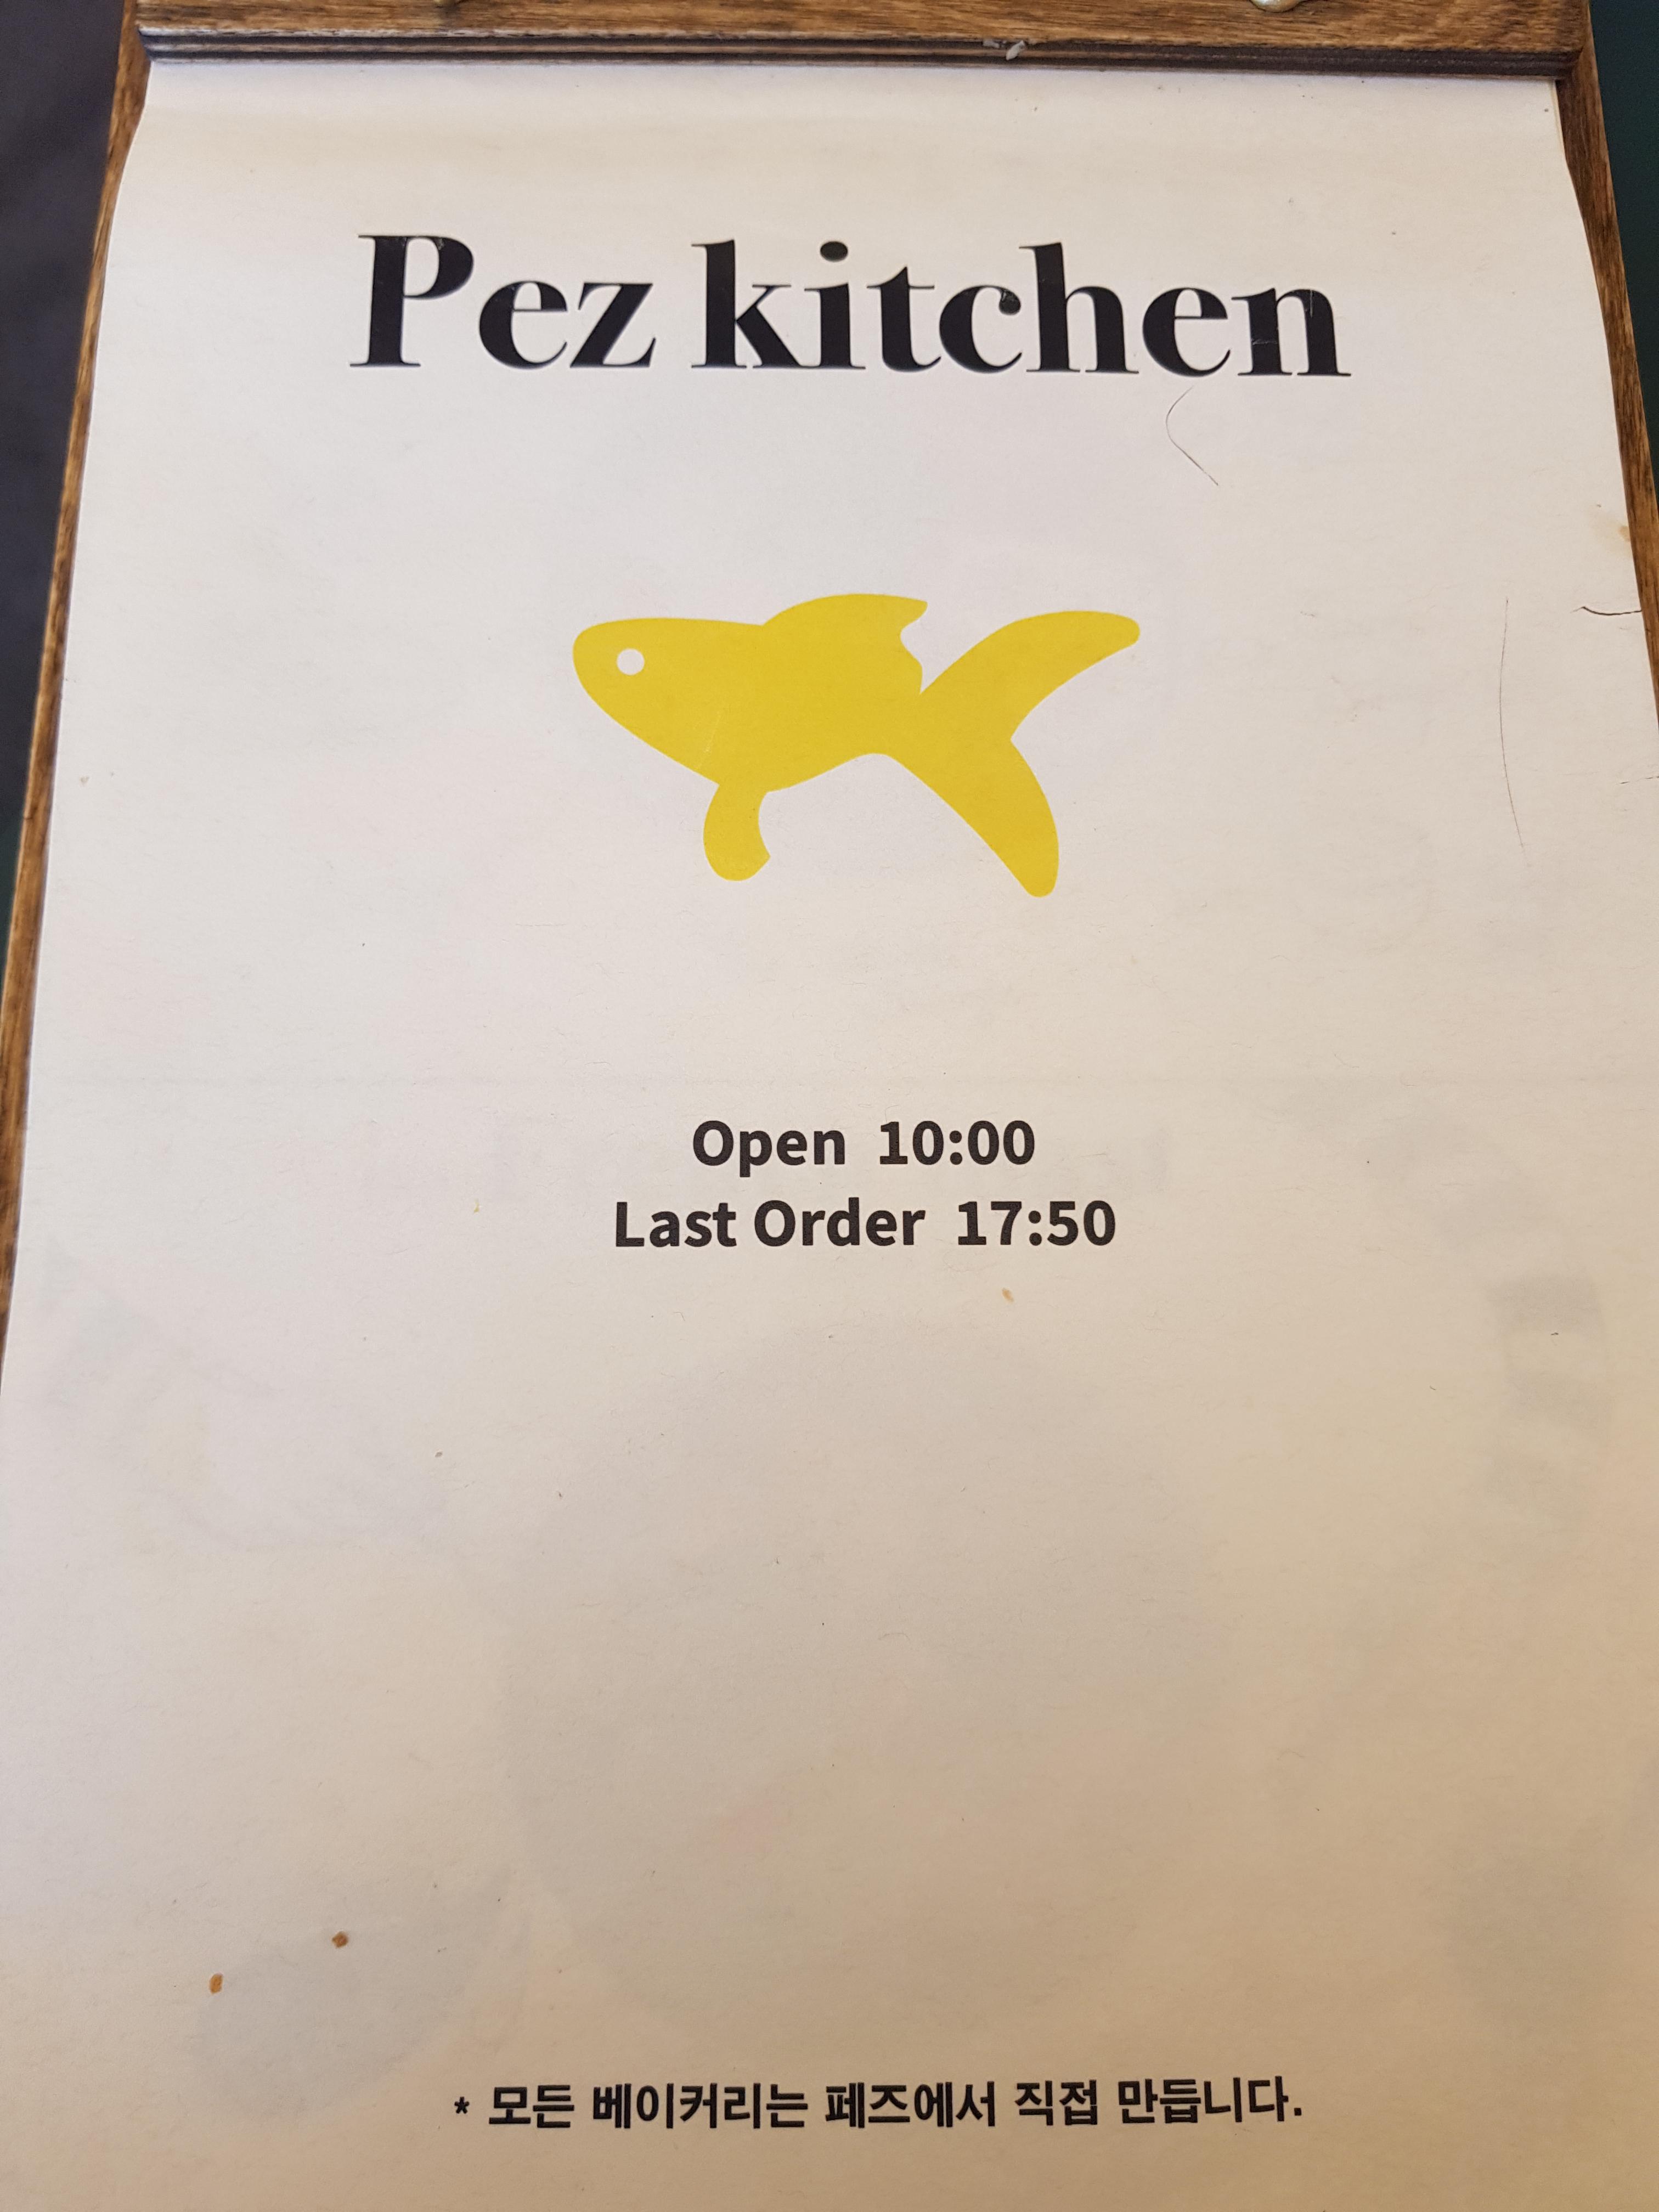 Pez kitchen
Open 10:00
Last Order 17:50
* 모든 베이커리는 페즈에서 직접 만듭니다.